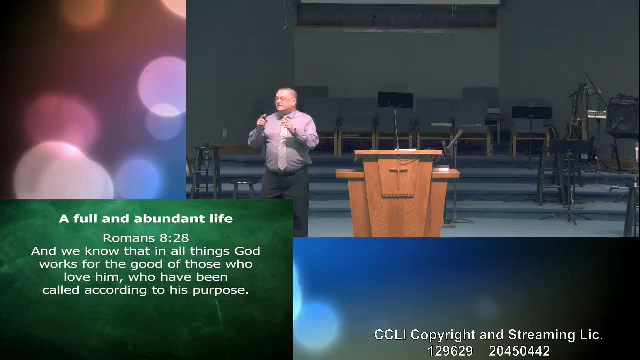 A full and abundant life
Romans 8:28
And we know that in all things God
works for the good of those who
love him, who have been
called according to his purpose.
CCLI Copyright and Streaming Lic.
129629 20450442